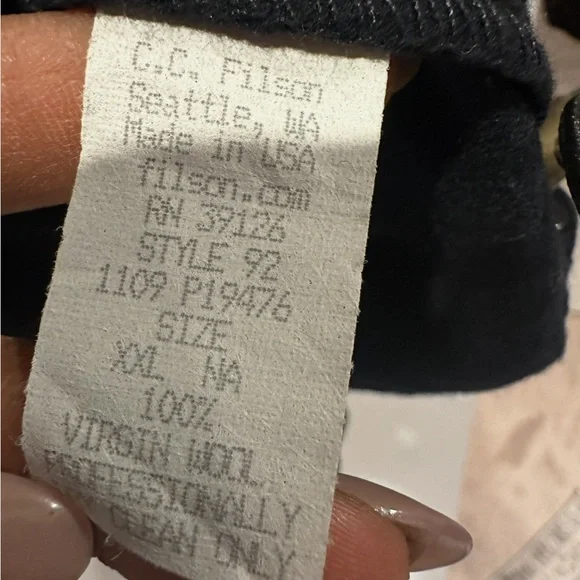 C.C. Filson
Seattle, WA
Made in USA
filson.com
RN 39126
STYLE 92
1109 P19476
SIZE
XXL NA
100%
VIRGIN WOOL
PROFESSIONALLY
CLEAN ONLY